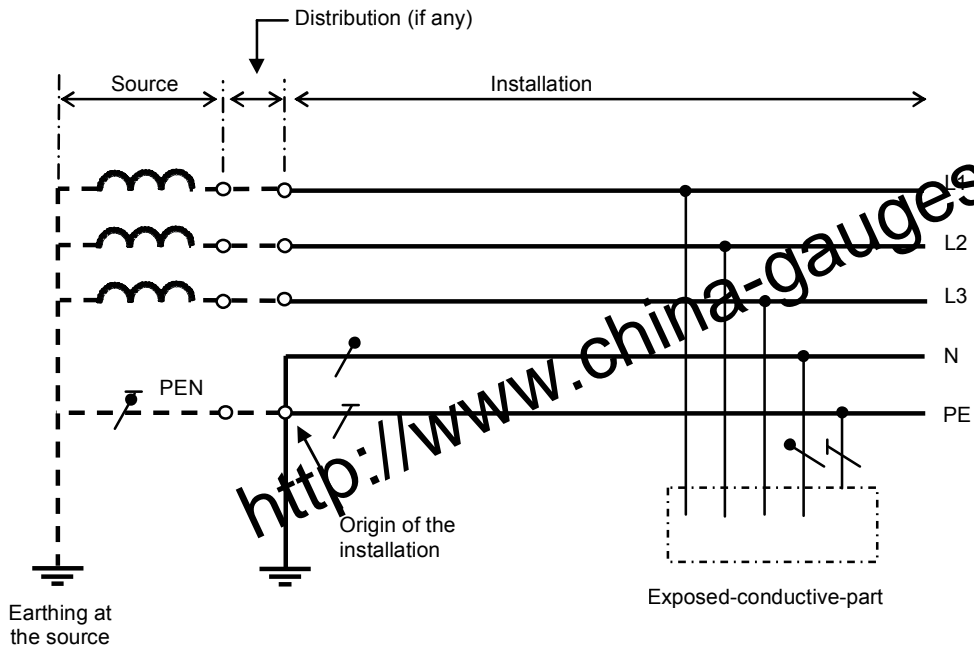 Distribution (if any)
Source
Installation
L1
L2
L3
N
PEN
PE
http://www.china-gauges
Origin of the
installation
Exposed-conductive-part
Earthing at
the source